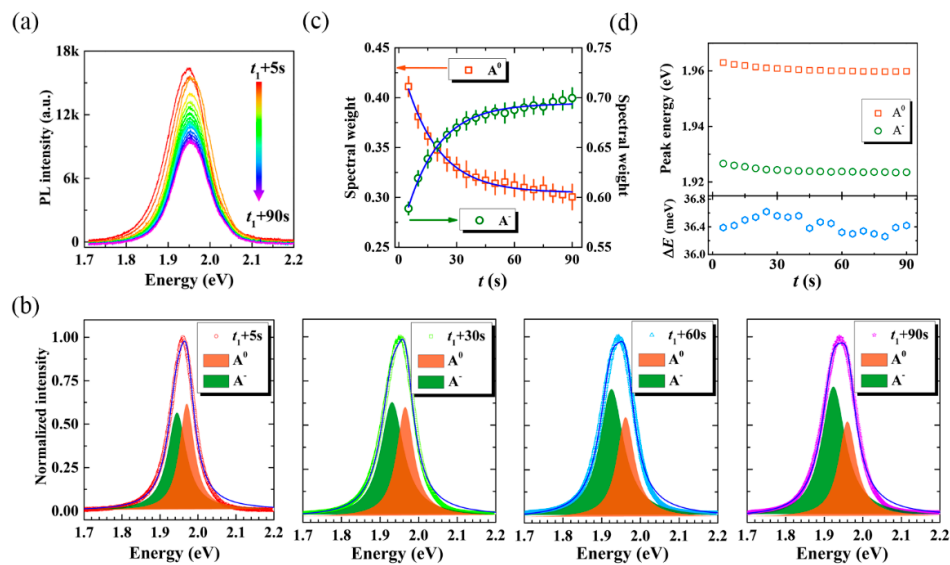 (a)
PL intensity (a.u.)
18k
12k
6k
0
t₁+5s
t₁+90s
1.7 1.8 1.9 2.0 2.1 2.2
Energy (eV)
(c)
Spectral weight
0.45
0.40
0.35
0.30
0.25
A⁰
A⁻
0.75
0.70
0.65
0.60
0.55
Spectral weight
0 30 60 90
t (s)
(d)
Peak energy (eV)
1.96
1.94
1.92
A⁰
A⁻
ΔE (meV)
36.8
36.4
36.0
0 30 60 90
t (s)
(b)
Normalized intensity
1.00
0.75
0.50
0.25
0.00
t₁+5s
A⁰
A⁻
1.7 1.8 1.9 2.0 2.1 2.2
Energy (eV)
t₁+30s
A⁰
A⁻
1.7 1.8 1.9 2.0 2.1 2.2
Energy (eV)
t₁+60s
A⁰
A⁻
1.7 1.8 1.9 2.0 2.1 2.2
Energy (eV)
t₁+90s
A⁰
A⁻
1.7 1.8 1.9 2.0 2.1 2.2
Energy (eV)